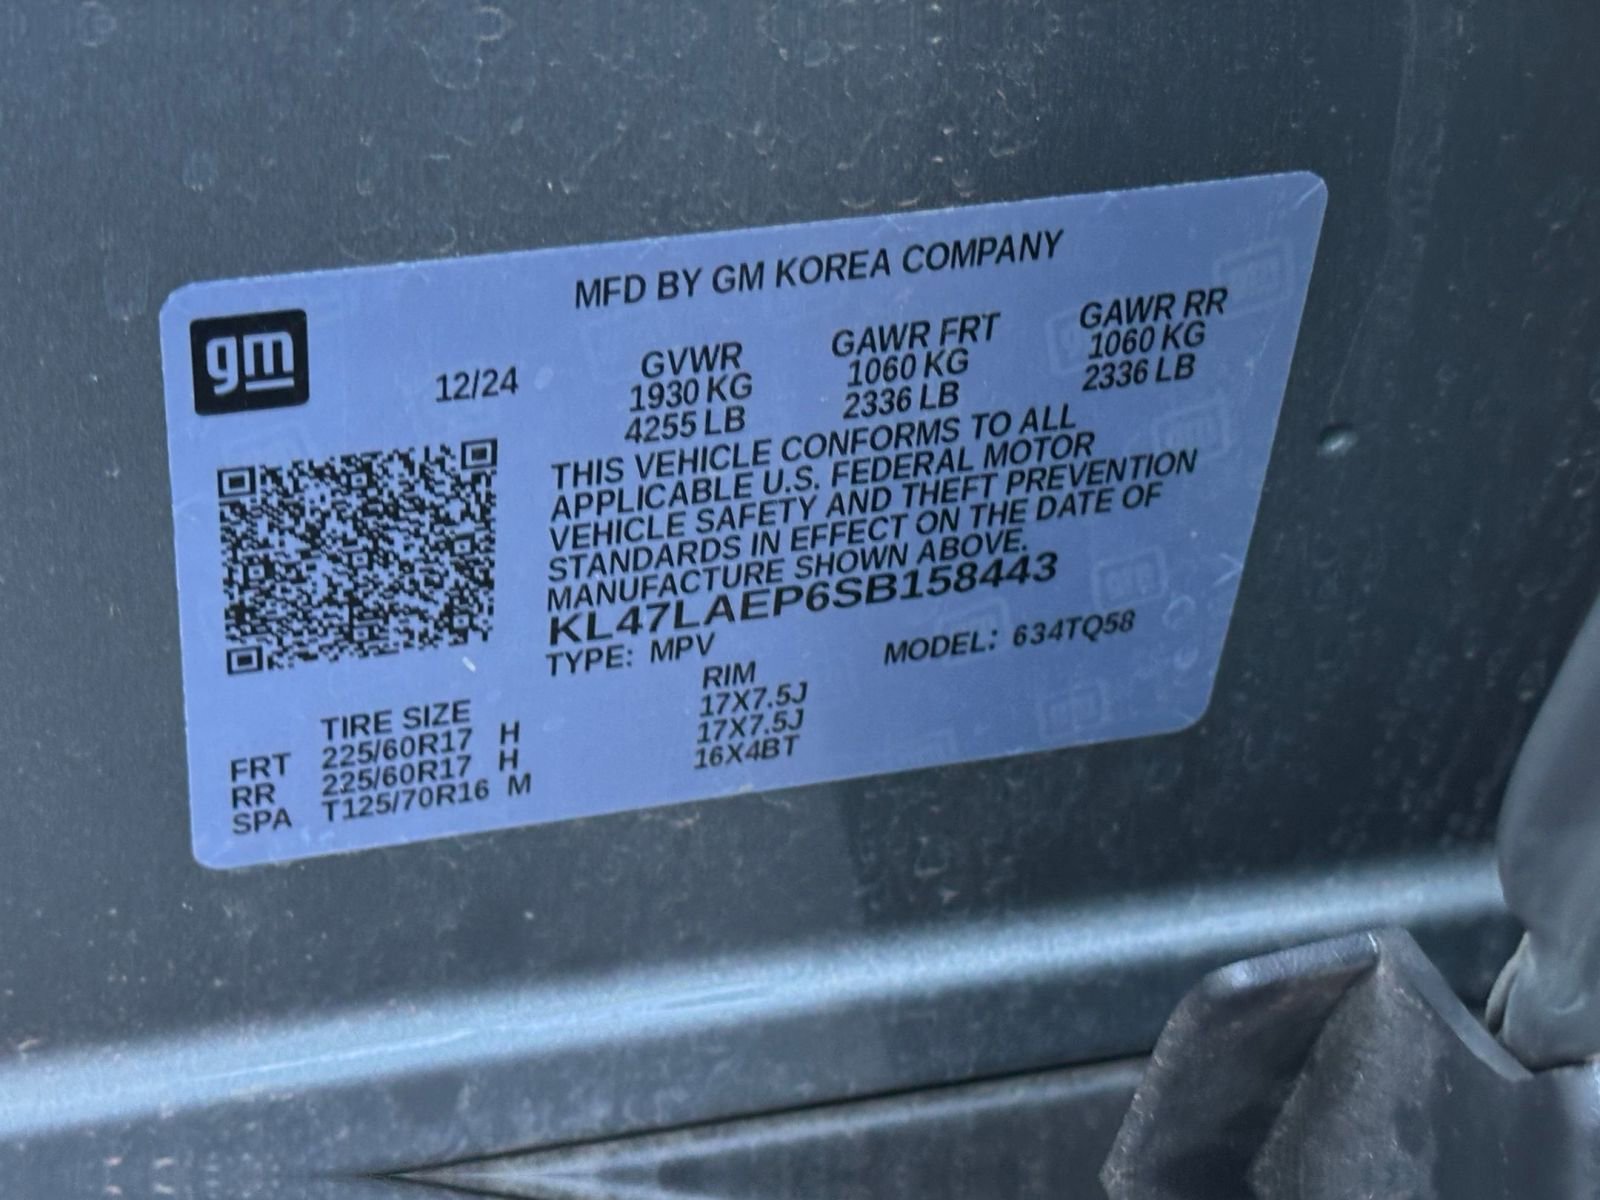 MFD BY GM KOREA COMPANY
gm
12/24
GVWR GAWR FRT GAWR RR
1930 KG 1060 KG 1060 KG
4255 LB 2336 LB 2336 LB
THIS VEHICLE CONFORMS TO ALL
APPLICABLE U.S. FEDERAL MOTOR
VEHICLE SAFETY AND THEFT PREVENTION
STANDARDS IN EFFECT ON THE DATE OF
MANUFACTURE SHOWN ABOVE.
KL47LAEP6SB158443
TYPE: MPV MODEL: 634TQ58
TIRE SIZE RIM
FRT 225/60R17 H 17X7.5J
RR 225/60R17 H 17X7.5J
SPA T125/70R16 M 16X4BT